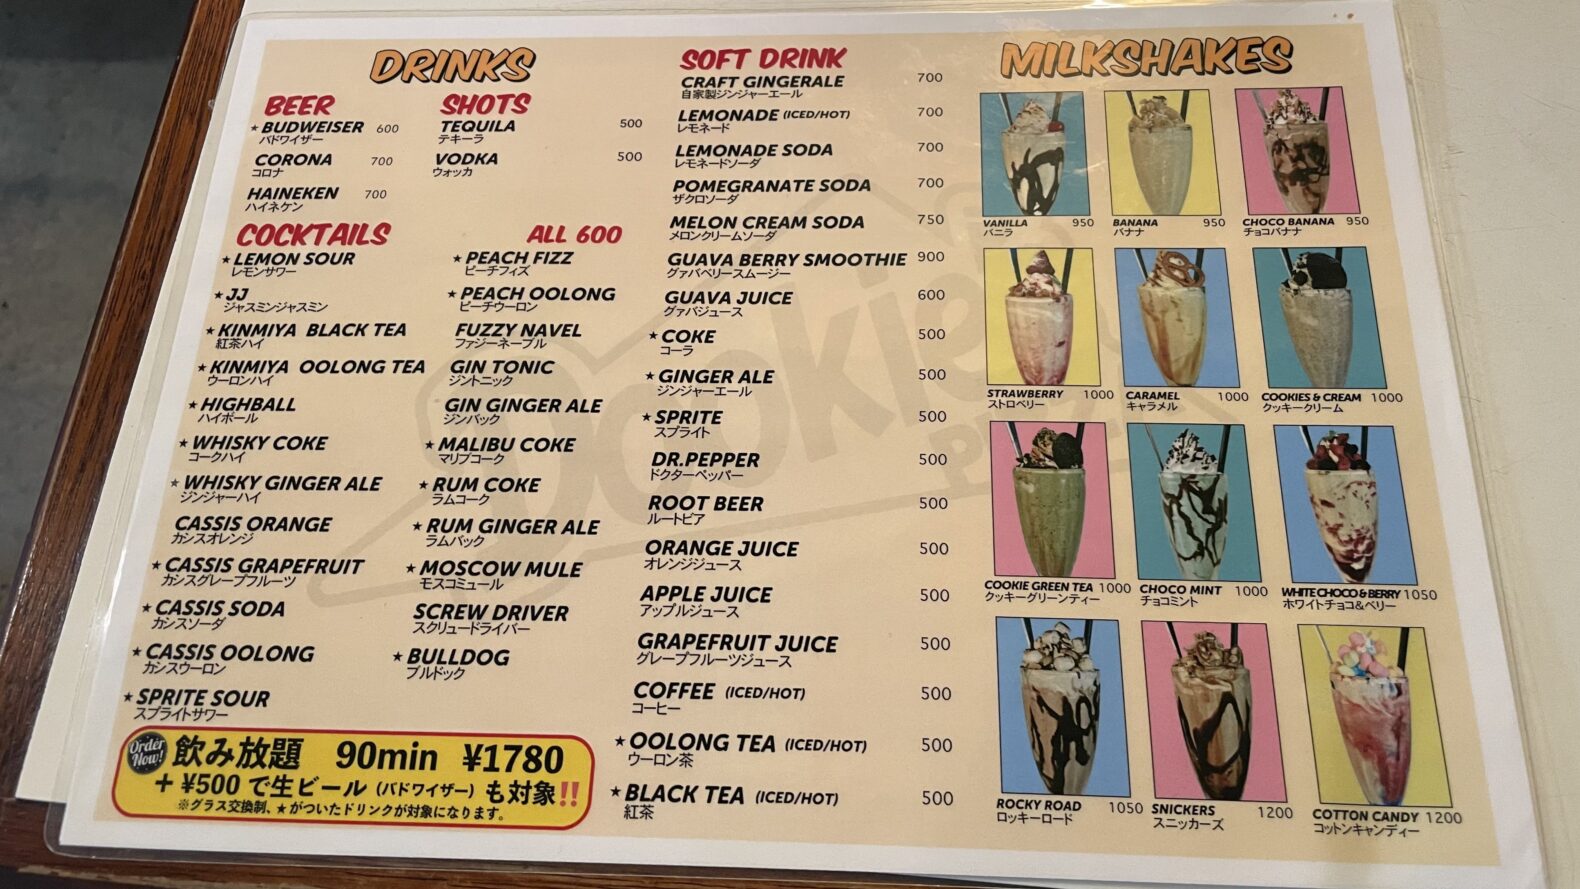 DRINKS
BEER
★BUDWEISER 600
バドワイザー
CORONA 700
コロナ
HAINEKEN 700
ハイネケン
SHOTS
TEQUILA 500
テキーラ
VODKA 500
ウォッカ
COCKTAILS ALL 600
★LEMON SOUR
レモンサワー
★JJ
ジャスミンジャスミン
★KINMIYA BLACK TEA
紅茶ハイ
★KINMIYA OOLONG TEA
ウーロンハイ
★HIGHBALL
ハイボール
★WHISKY COKE
コークハイ
★WHISKY GINGER ALE
ジンジャーハイ
CASSIS ORANGE
カシスオレンジ
★CASSIS GRAPEFRUIT
カシスグレープフルーツ
★CASSIS SODA
カシスソーダ
★CASSIS OOLONG
カシスウーロン
★SPRITE SOUR
スプライトサワー
★PEACH FIZZ
ピーチフィズ
★PEACH OOLONG
ピーチウーロン
FUZZY NAVEL
ファジーネーブル
GIN TONIC
ジントニック
GIN GINGER ALE
ジンバック
★MALIBU COKE
マリブコーク
★RUM COKE
ラムコーク
★RUM GINGER ALE
ラムバック
★MOSCOW MULE
モスコミュール
SCREW DRIVER
スクリュードライバー
★BULLDOG
ブルドック
Order Now!
飲み放題 90min ¥1780
+¥500で生ビール(バドワイザー)も対象!!
※グラス交換制、★がついたドリンクが対象になります。
SOFT DRINK
CRAFT GINGERALE 700
自家製ジンジャーエール
LEMONADE (ICED/HOT) 700
レモネード
LEMONADE SODA 700
レモネードソーダ
POMEGRANATE SODA 700
ザクロソーダ
MELON CREAM SODA 750
メロンクリームソーダ
GUAVA BERRY SMOOTHIE 900
グァバベリースムージー
GUAVA JUICE 600
グァバジュース
★COKE 500
コーラ
★GINGER ALE 500
ジンジャーエール
★SPRITE 500
スプライト
DR.PEPPER 500
ドクターペッパー
ROOT BEER 500
ルートビア
ORANGE JUICE 500
オレンジジュース
APPLE JUICE 500
アップルジュース
GRAPEFRUIT JUICE 500
グレープフルーツジュース
COFFEE (ICED/HOT) 500
コーヒー
★OOLONG TEA (ICED/HOT) 500
ウーロン茶
★BLACK TEA (ICED/HOT) 500
紅茶
MILKSHAKES
VANILLA 950
バニラ
BANANA 950
バナナ
CHOCO BANANA 950
チョコバナナ
STRAWBERRY 1000
ストロベリー
CARAMEL 1000
キャラメル
COOKIES & CREAM 1000
クッキークリーム
COOKIE GREEN TEA 1000
クッキーグリーンティー
CHOCO MINT 1000
チョコミント
WHITE CHOCO & BERRY 1050
ホワイトチョコ&ベリー
ROCKY ROAD 1050
ロッキーロード
SNICKERS 1200
スニッカーズ
COTTON CANDY 1200
コットンキャンディー